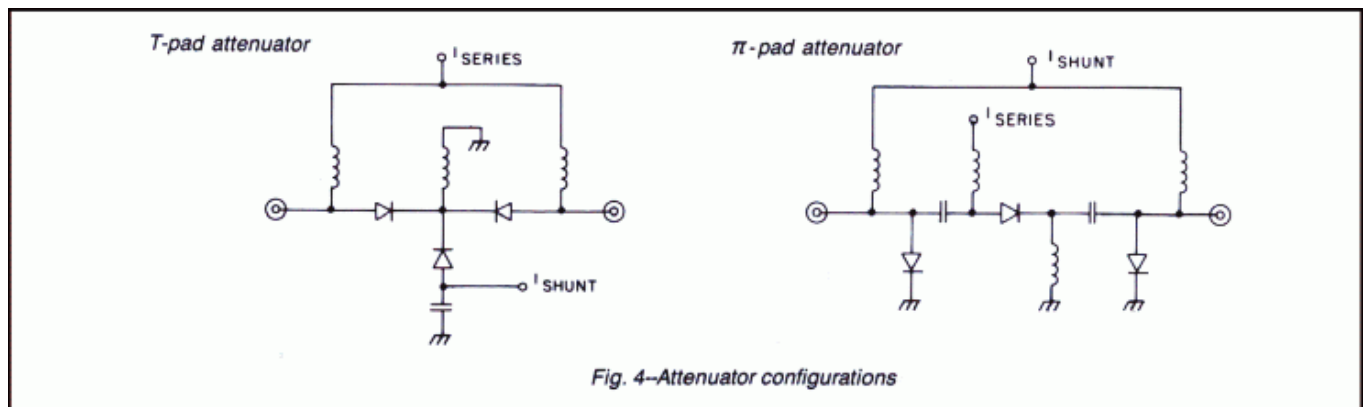 T-pad attenuator
I SERIES
I SHUNT
π-pad attenuator
I SHUNT
I SERIES
Fig. 4--Attenuator configurations